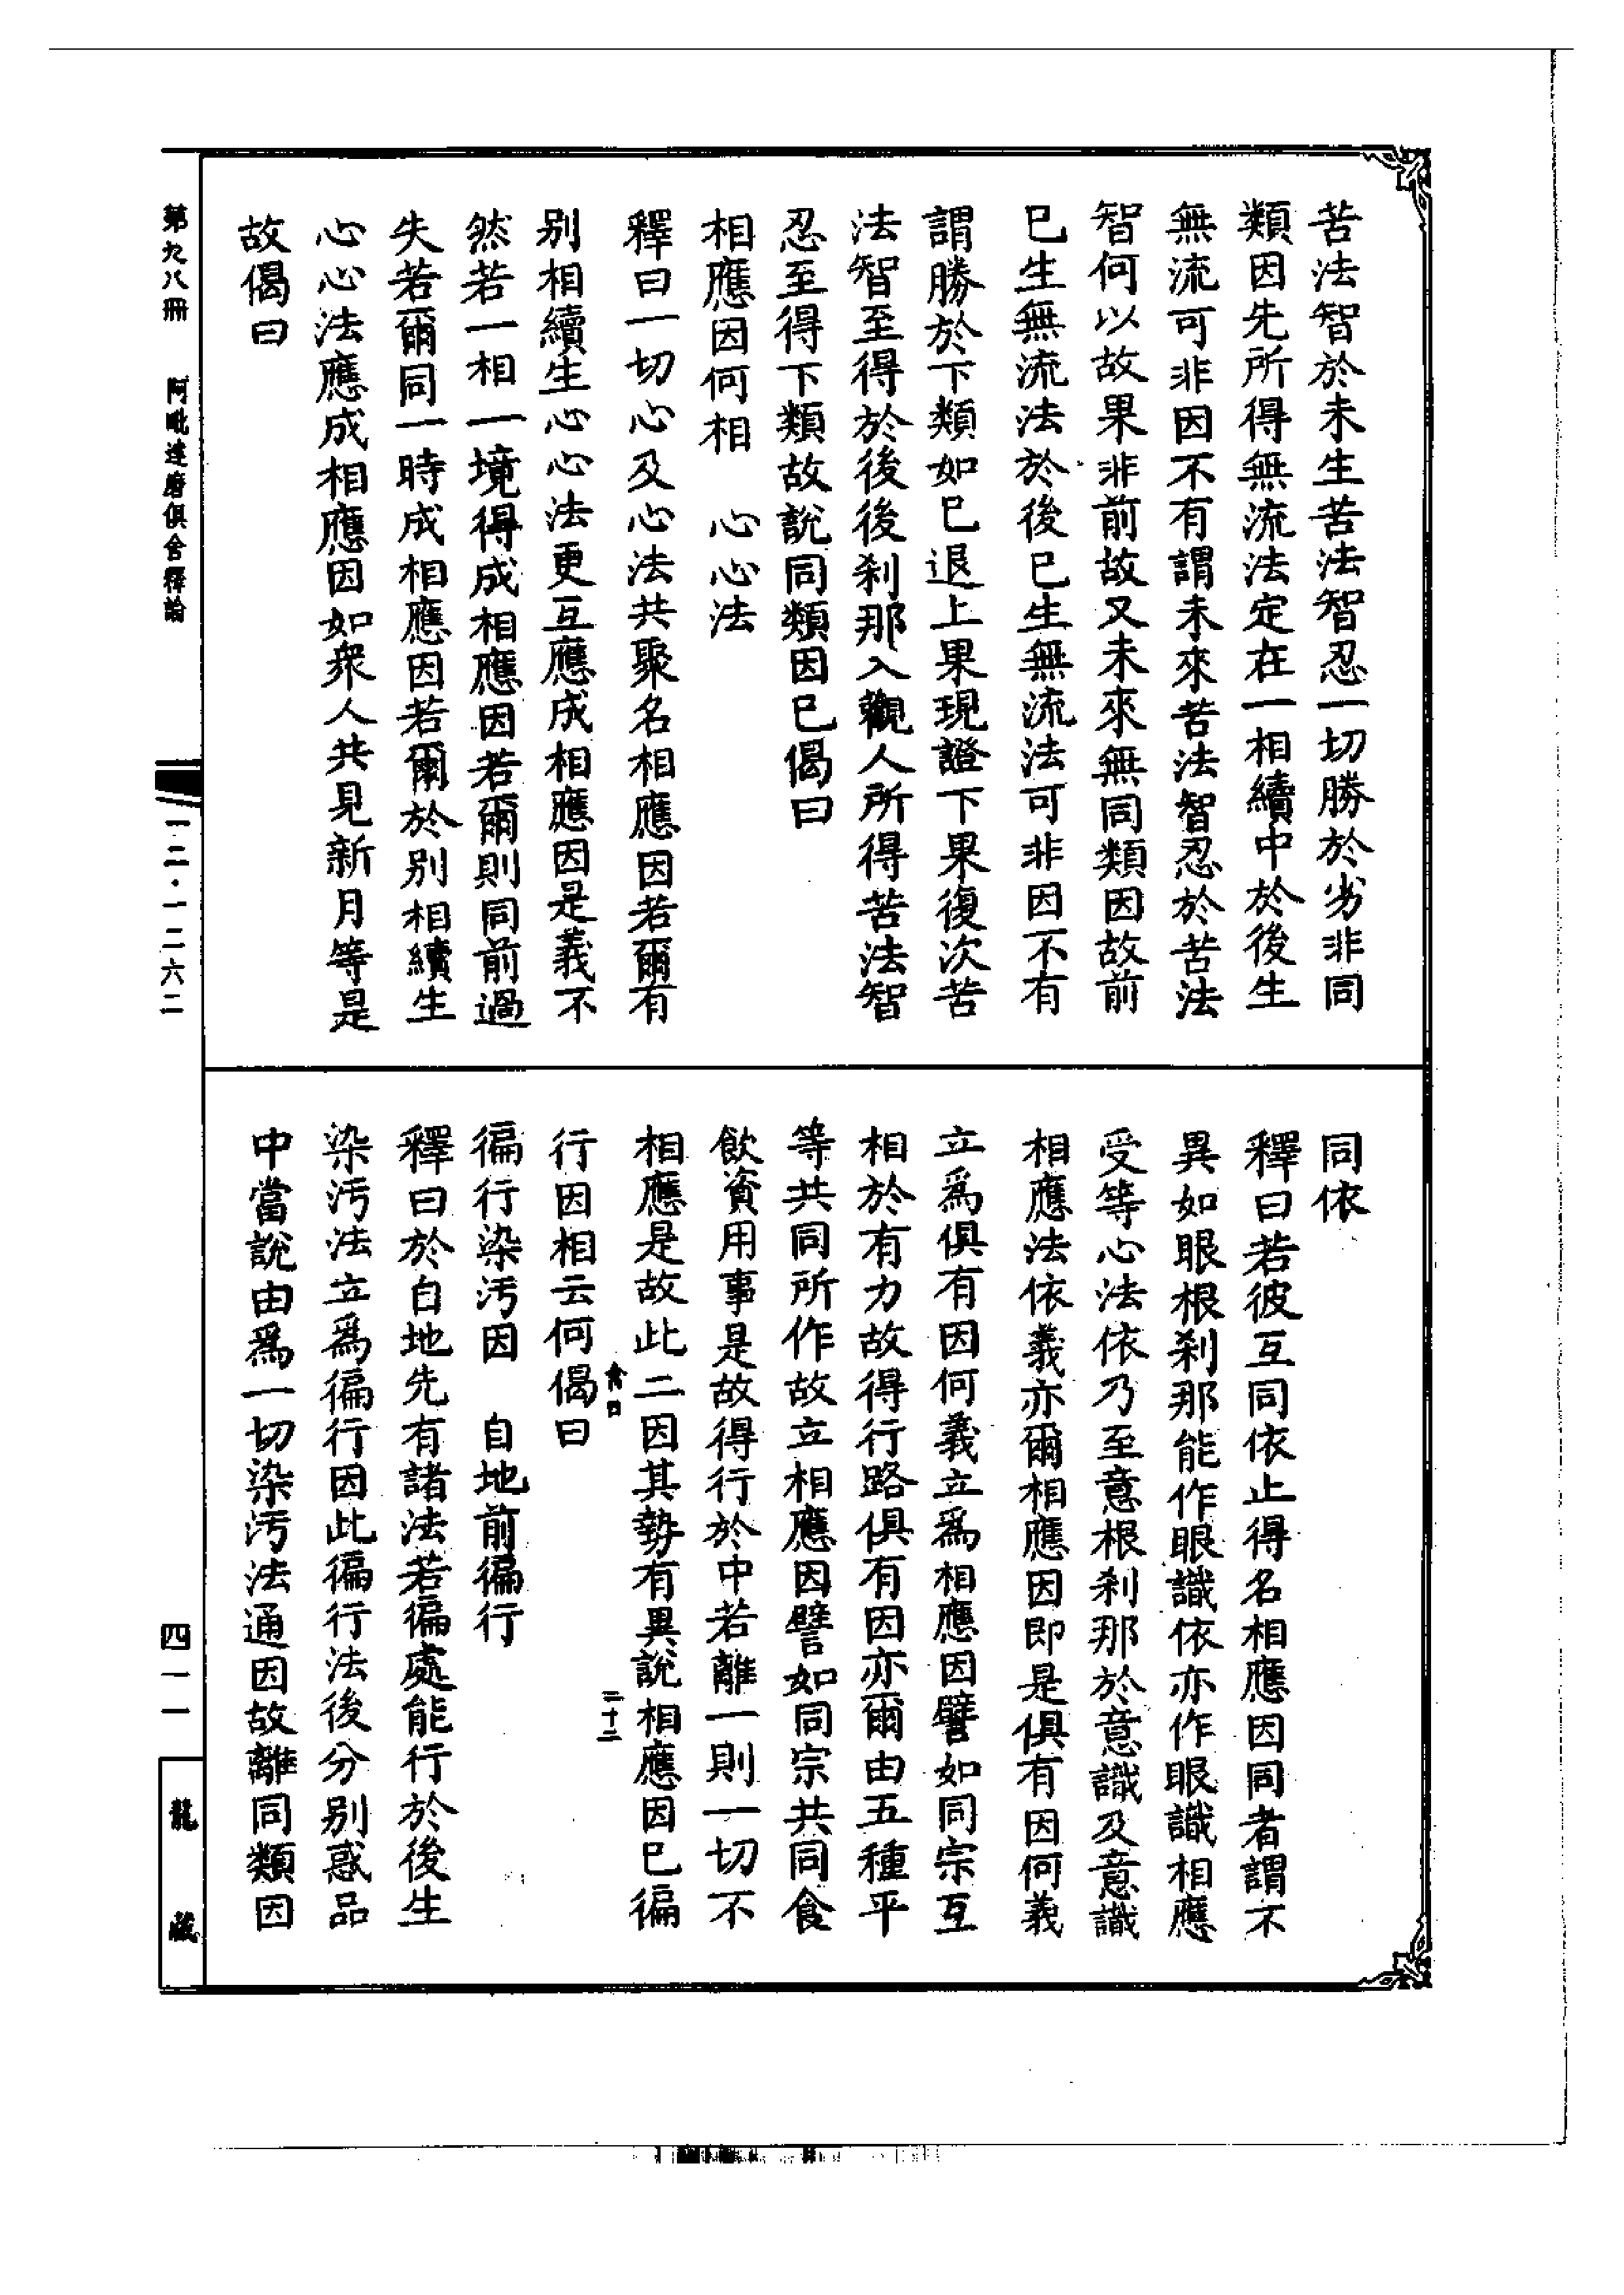 苦法智於未生苦法智忍一切勝於劣非同
類因先所得無流法定在一相續中於後生
無流可非因不有謂未來苦法智忍於苦法
智何以故果非前故又未來無同類因故前
已生無流法於後已生無流法可非因不有
謂勝於下類如已退上果現證下果復次苦
法智至得於後後刹那入觀人所得苦法智
忍至得下類故說同類因已偈曰
相應因何相　心心法
釋曰一切心及心法共聚名相應因若爾有
別相續生心心法更互應成相應因是義不
然若一相一境得成相應因若爾則同前過
失若爾同一時成相應因若爾於別相續生
心心法應成相應因如衆人共見新月等是
故偈曰
同依
釋曰若彼互同依止得名相應因同者謂不
異如眼根刹那能作眼識依亦作眼識相應
受等心法依乃至意根刹那於意識及意識
相應法依義亦爾相應因即是俱有因何義
立爲俱有因何義立爲相應因譬如同宗互
相於有力故得行路俱有因亦爾由五種平
等共同所作故立相應因譬如同宗共同食
飲資用事是故得行於中若離一則一切不
相應是故此二因其勢有異說相應因已徧
二十二
行因相云何偈曰
徧行染汚因　自地前徧行
釋曰於自地先有諸法若徧處能行於後生
染汚法立爲徧行因此徧行法後分別惑品
中當說由爲一切染汚法通因故離同類因
第九八冊　阿毗達磨俱舍釋論
一二·一二六二
四一一
龍藏